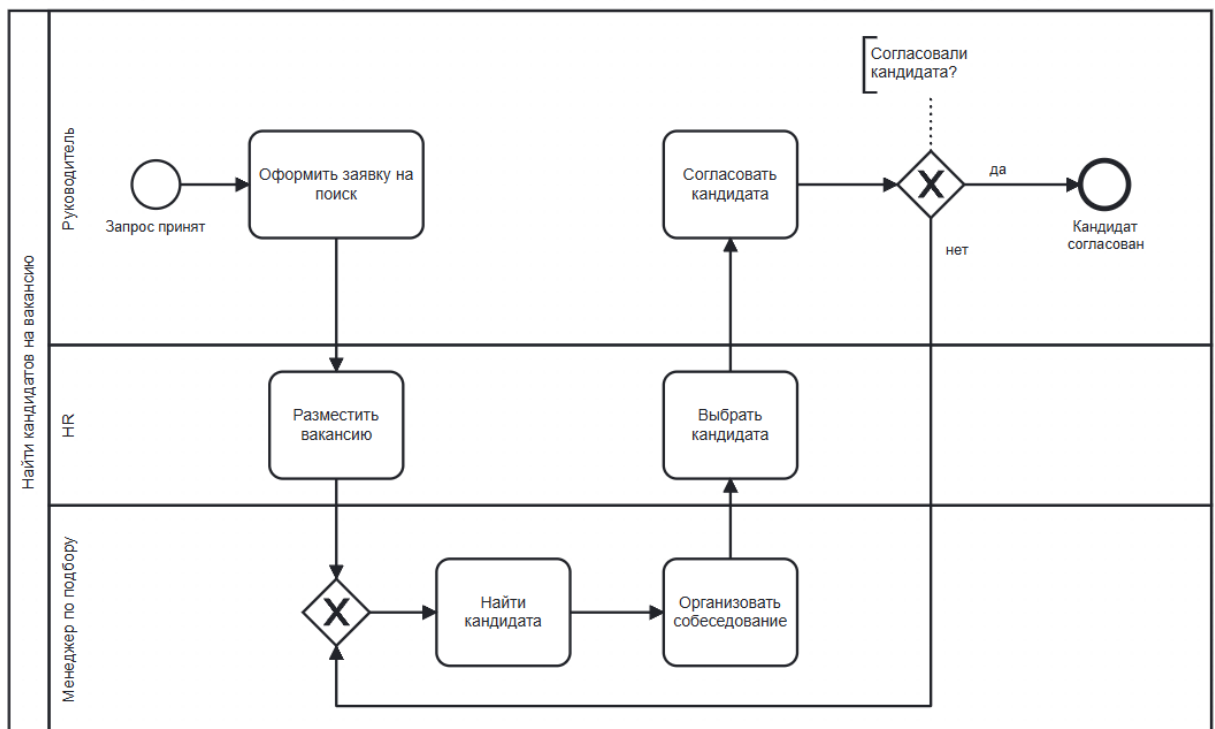 Найти кандидатов на вакансию
Руководитель
Запрос принят
Оформить заявку на
поиск
Согласовать
кандидата
Согласовали
кандидата?
да
нет
Кандидат
согласован
HR
Разместить
вакансию
Выбрать
кандидата
Менеджер по подбору
Найти
кандидата
Организовать
собеседование